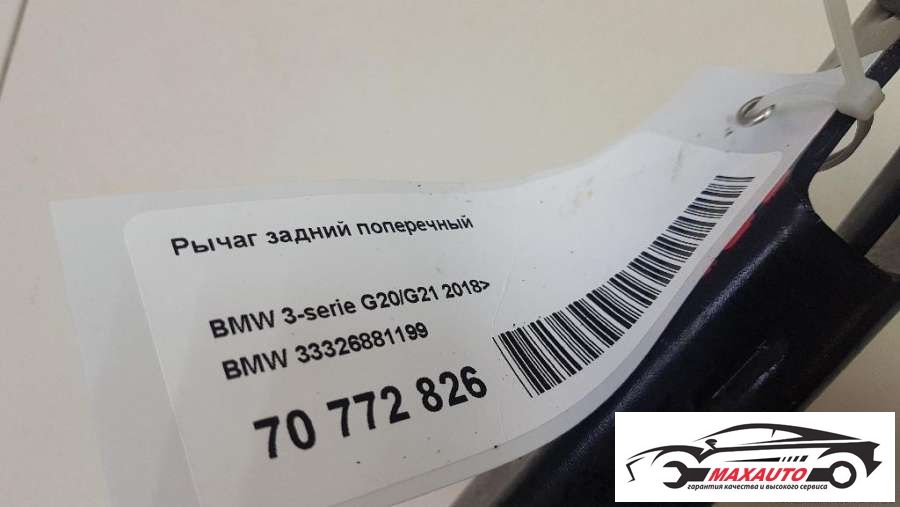 Рычаг задний поперечный
BMW 3-serie G20/G21 2018>
BMW 33326881199
70 772 826
MAXAUTO
гарантия качества и высокого сервиса